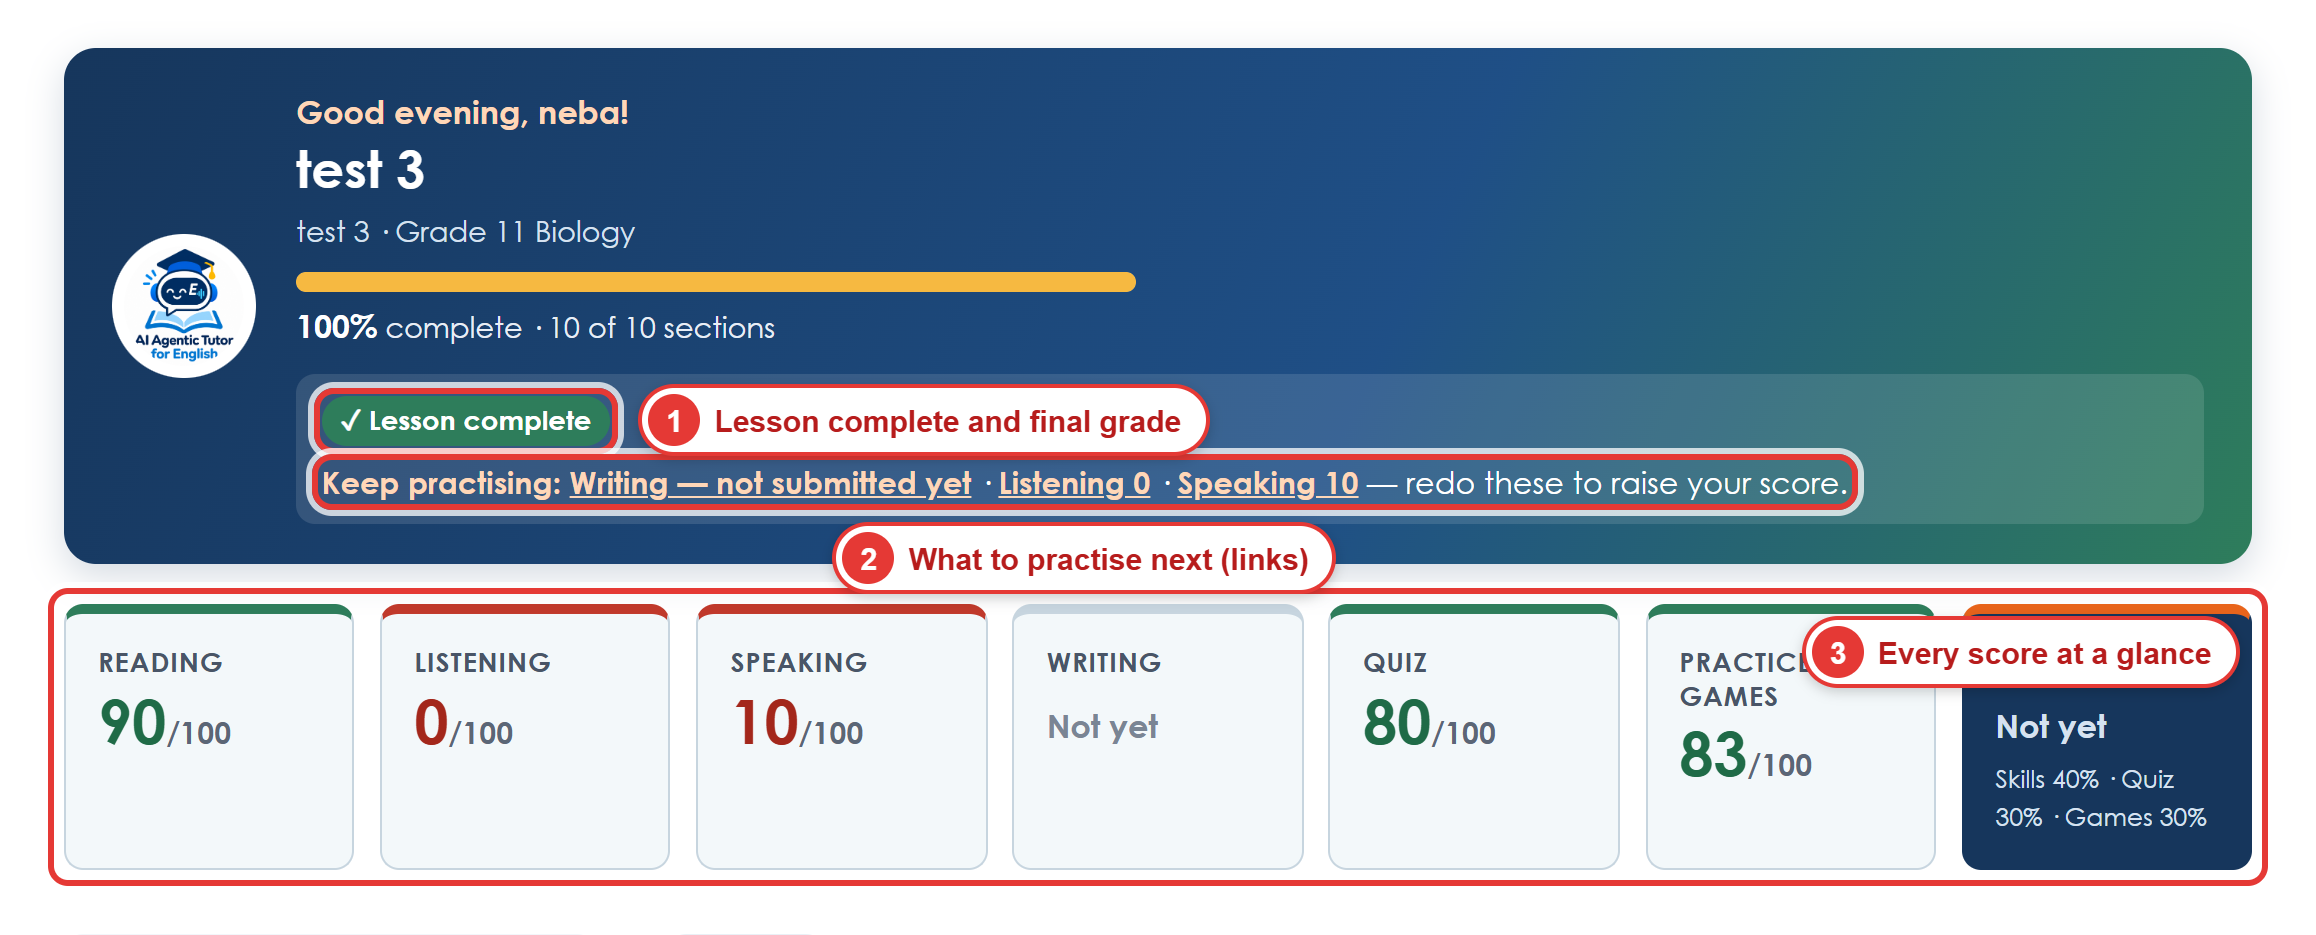 Good evening, neba!
test 3
test 3 · Grade 11 Biology
AI Agentic Tutor
for English
100% complete · 10 of 10 sections
✓ Lesson complete
1 Lesson complete and final grade
Keep practising: Writing — not submitted yet · Listening 0 · Speaking 10 — redo these to raise your score.
2 What to practise next (links)
READING
90/100
LISTENING
0/100
SPEAKING
10/100
WRITING
Not yet
QUIZ
80/100
PRACTICE
GAMES
83/100
3 Every score at a glance
Not yet
Skills 40% · Quiz
30% · Games 30%